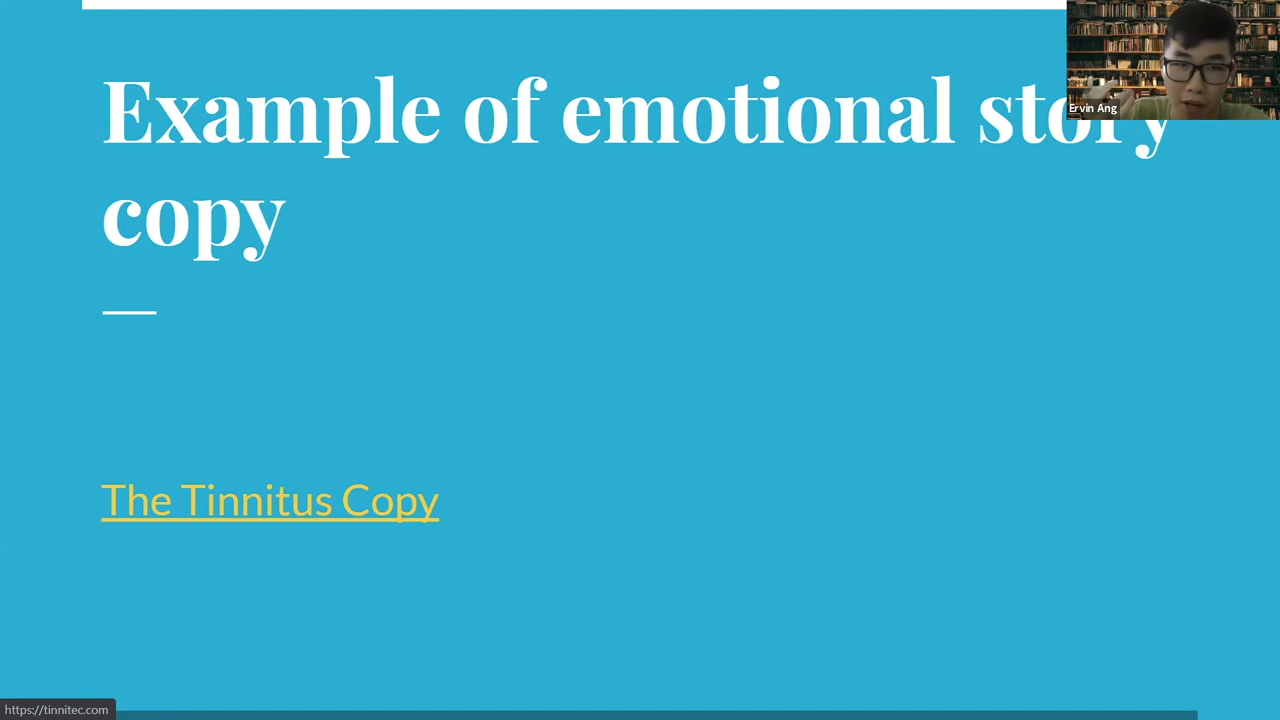 Example of emotional story
copy
Ervin Ang
The Tinnitus Copy
https://tinnitec.com